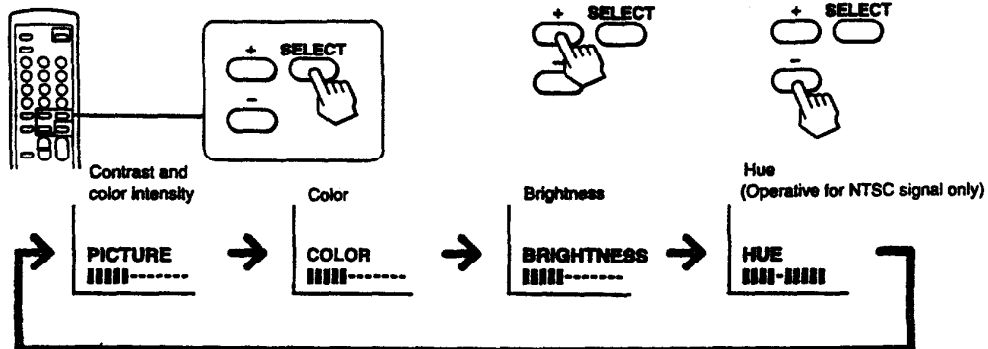 + SELECT
-
+ SELECT
-
+ SELECT
-
Contrast and
color intensity
PICTURE
Color
COLOR
Brightness
BRIGHTNESS
Hue
(Operative for NTSC signal only)
HUE